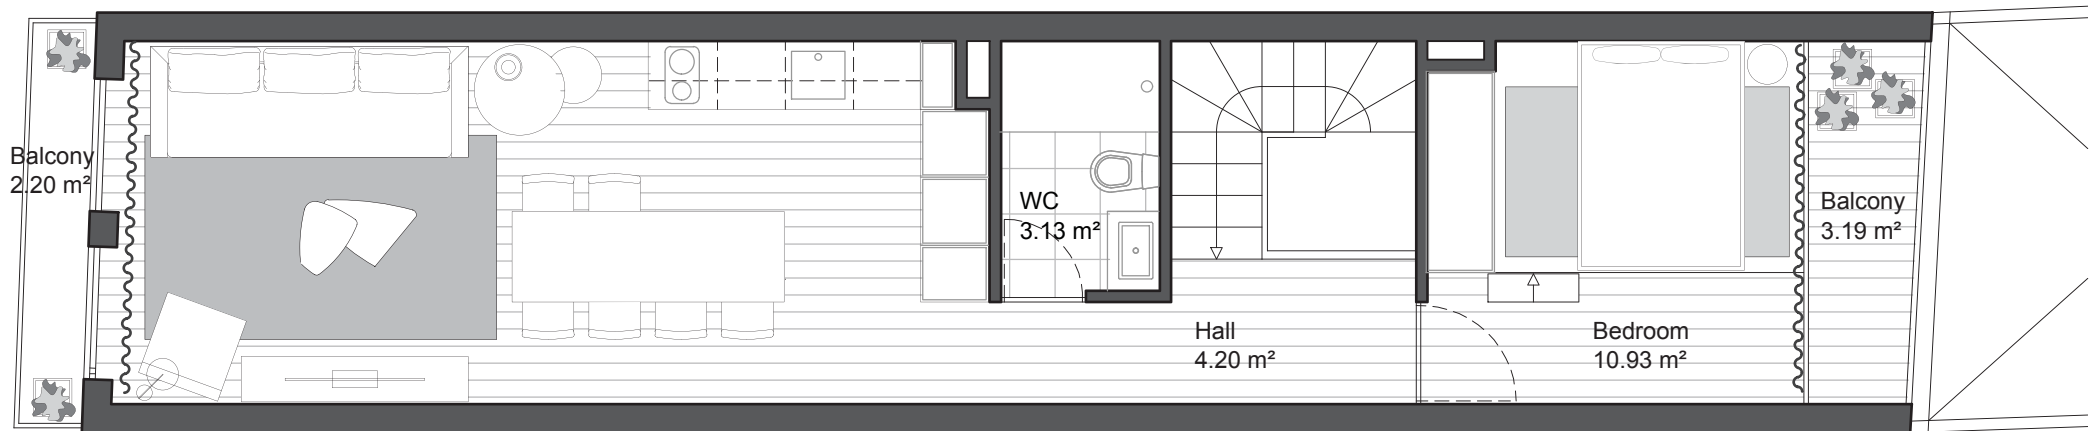 Balcony
2.20 m²
WC
3.13 m²
Hall
4.20 m²
Bedroom
10.93 m²
Balcony
3.19 m²